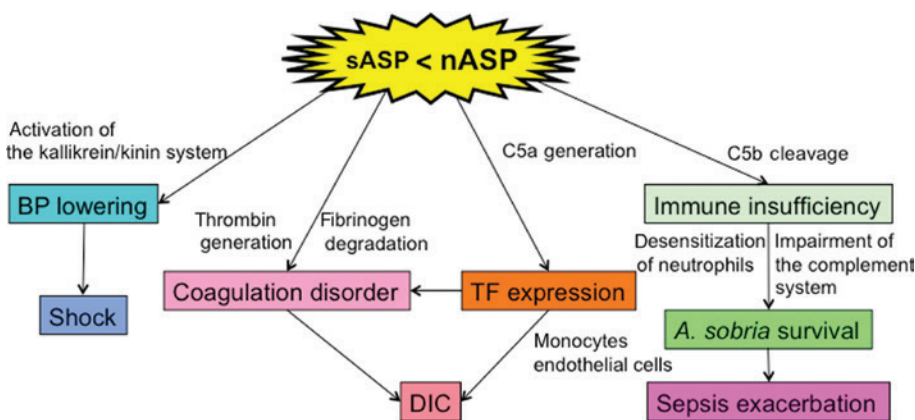 sASP < nASP
Activation of
the kallikrein/kinin system
C5a generation
C5b cleavage
BP lowering
Immune insufficiency
Thrombin
generation
Fibrinogen
degradation
Desensitization
of neutrophils
Impairment of
the complement
system
Shock
Coagulation disorder
TF expression
A. sobria survival
Monocytes
endothelial cells
DIC
Sepsis exacerbation